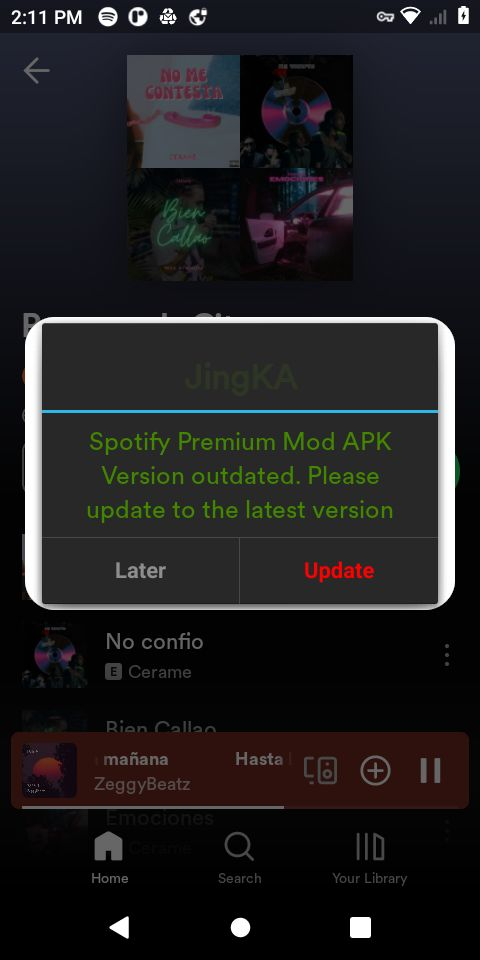 2:11 PM
NO ME
CONTESTA
CERAME
Bien
Callao
EMOCIONES
JingKA
Spotify Premium Mod APK
Version outdated. Please
update to the latest version
Later
Update
No confio
E Cerame
Bien Callao
mañana Hasta
ZeggyBeatz
Emociones
Cerame
Home
Search
Your Library